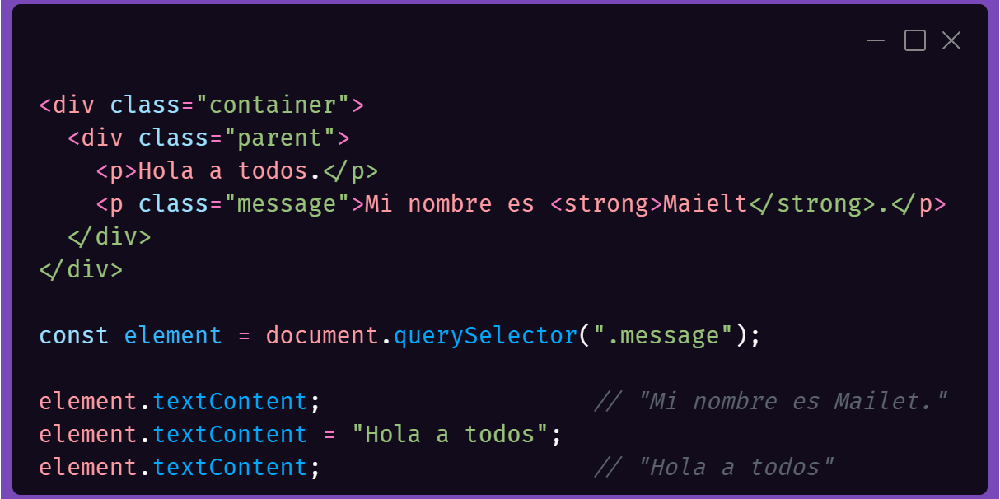 <div class="container">
  <div class="parent">
    <p>Hola a todos.</p>
    <p class="message">Mi nombre es <strong>Maielt</strong>.</p>
  </div>
</div>

const element = document.querySelector(".message");

element.textContent;                   // "Mi nombre es Mailet."
element.textContent = "Hola a todos";
element.textContent;                   // "Hola a todos"